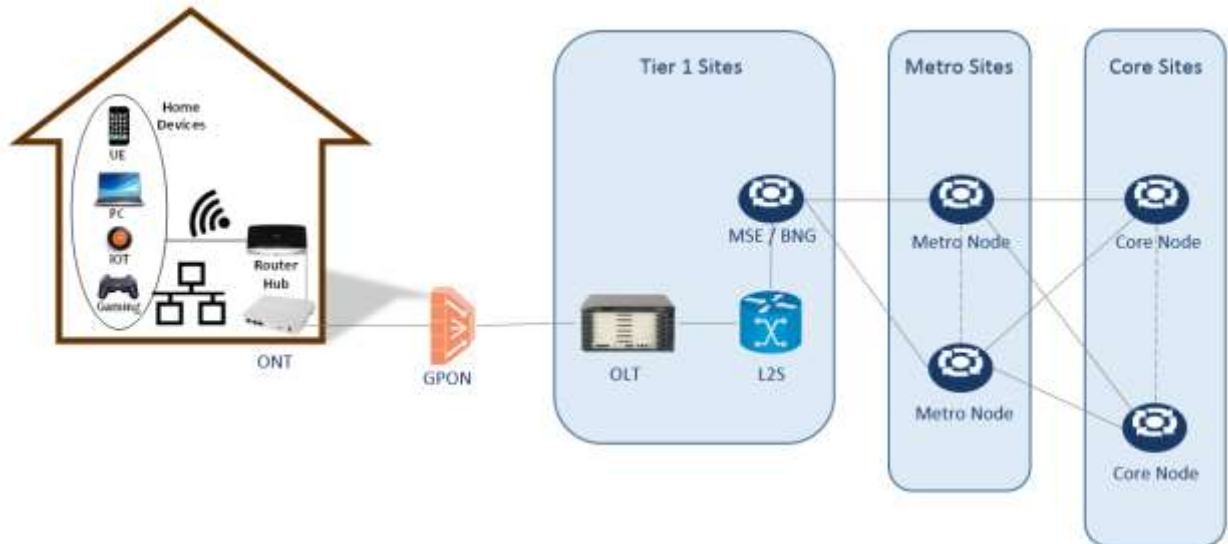 Tier 1 Sites
Metro Sites
Core Sites
Home
Devices
UE
PC
IOT
Gaming
Router
Hub
ONT
GPON
OLT
L2S
MSE / BNG
Metro Node
Metro Node
Core Node
Core Node